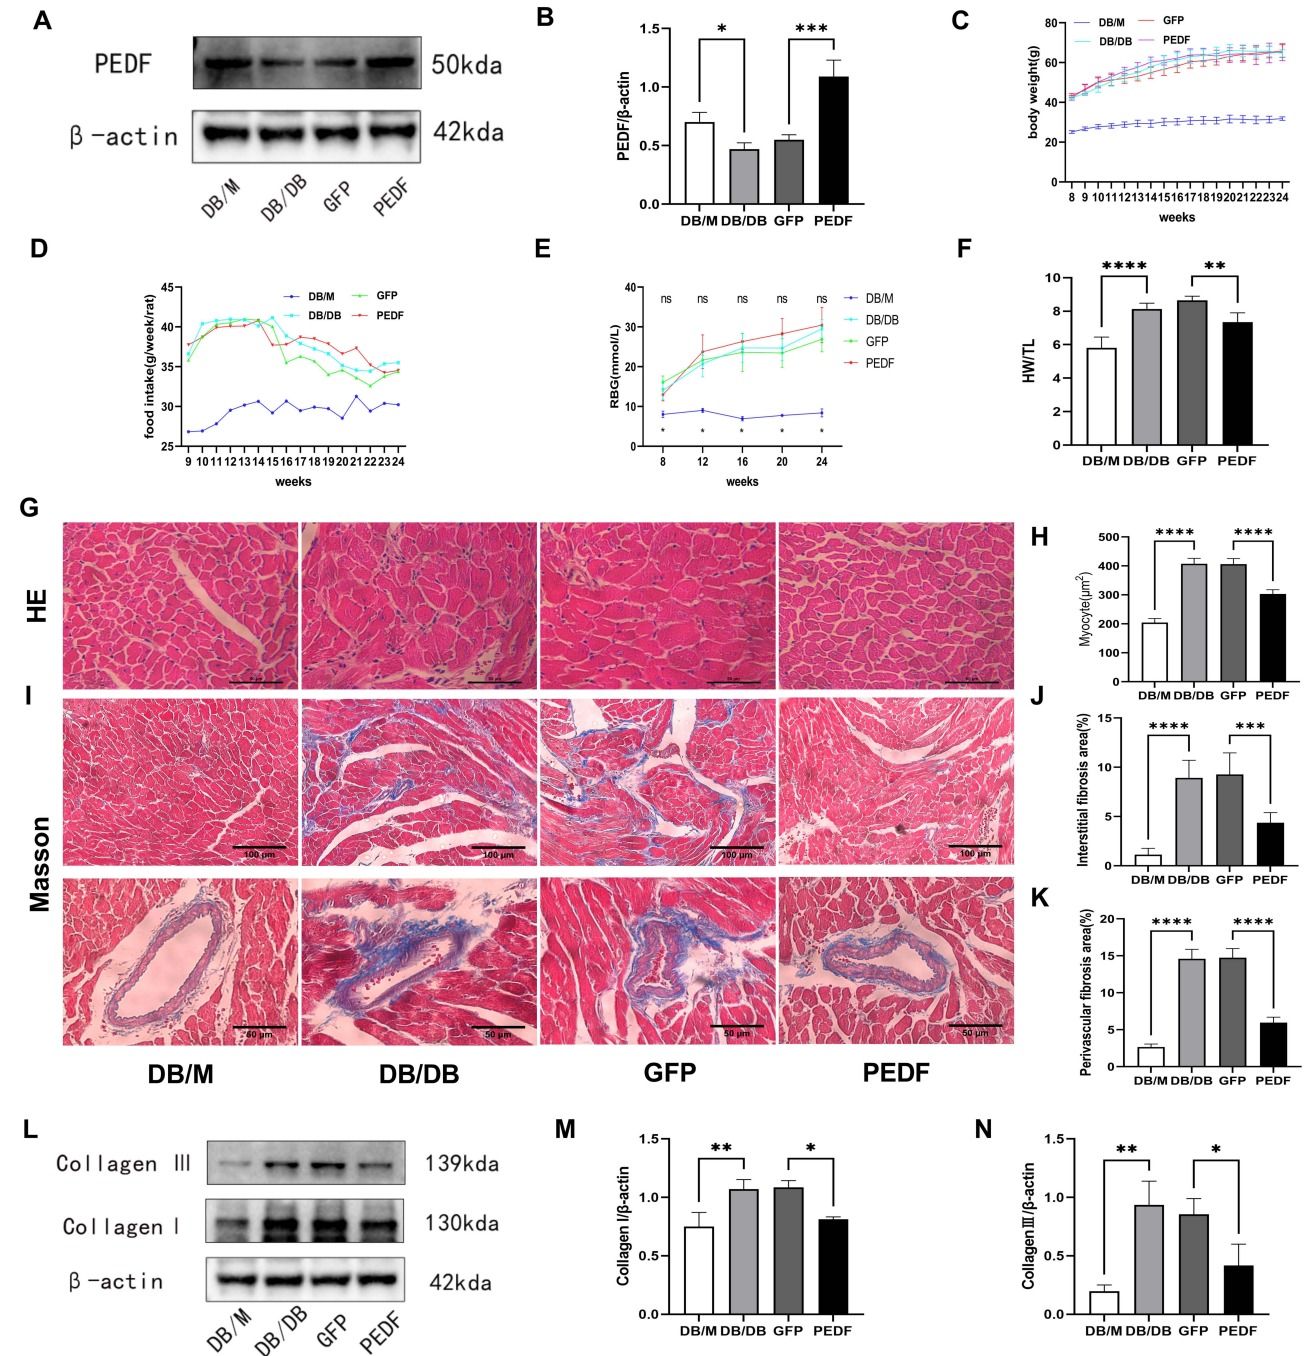 A
PEDF
50kda
β-actin
42kda
DB/M
DB/DB
GFP
PEDF
B
PEDF/β-actin
1.5
1.0
0.5
0.0
*
***
DB/M DB/DB GFP PEDF
C
body weight(g)
80
60
40
20
0
DB/M
GFP
DB/DB
PEDF
8 9 10 11 12 13 14 15 16 17 18 19 20 21 22 23 24
weeks
D
food intake(g/week/rat)
45
40
35
30
25
DB/M
GFP
DB/DB
PEDF
9 10 11 12 13 14 15 16 17 18 19 20 21 22 23 24
weeks
E
RBG(mmol/L)
40
30
20
10
0
ns ns ns ns ns
* * * * *
DB/M
DB/DB
GFP
PEDF
8 12 16 20 24
weeks
F
HW/TL
10
8
6
4
2
0
****
**
DB/M DB/DB GFP PEDF
G
HE
H
Myocyte(μm²)
500
400
300
200
100
0
****
****
DB/M DB/DB GFP PEDF
I
Masson
100 μm
100 μm
100 μm
100 μm
50 μm
50 μm
50 μm
50 μm
DB/M
DB/DB
GFP
PEDF
J
Interstitial fibrosis area(%)
15
10
5
0
****
***
DB/M DB/DB GFP PEDF
K
Perivascular fibrosis area(%)
20
15
10
5
0
****
****
DB/M DB/DB GFP PEDF
L
Collagen Ⅲ
139kda
Collagen Ⅰ
130kda
β-actin
42kda
DB/M
DB/DB
GFP
PEDF
M
Collagen Ⅰ/β-actin
1.5
1.0
0.5
0.0
**
*
DB/M DB/DB GFP PEDF
N
Collagen Ⅲ/β-actin
1.5
1.0
0.5
0.0
**
*
DB/M DB/DB GFP PEDF